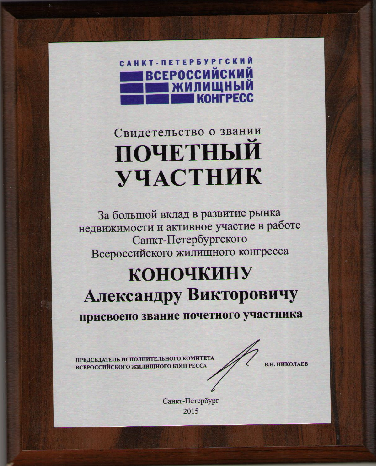 САНКТ-ПЕТЕРБУРГСКИЙ
ВСЕРОССИЙСКИЙ
ЖИЛИЩНЫЙ
КОНГРЕСС
Свидетельство о звании
ПОЧЕТНЫЙ
УЧАСТНИК
За большой вклад в развитие рынка
недвижимости и активное участие в работе
Санкт-Петербургского
Всероссийского жилищного конгресса
КОНОЧКИНУ
Александру Викторовичу
присвоено звание почетного участника
ПРЕДСЕДАТЕЛЬ ИСПОЛНИТЕЛЬНОГО КОМИТЕТА
ВСЕРОССИЙСКОГО ЖИЛИЩНОГО КОНГРЕССА
В.Н. НИКОЛАЕВ
Санкт-Петербург
2015